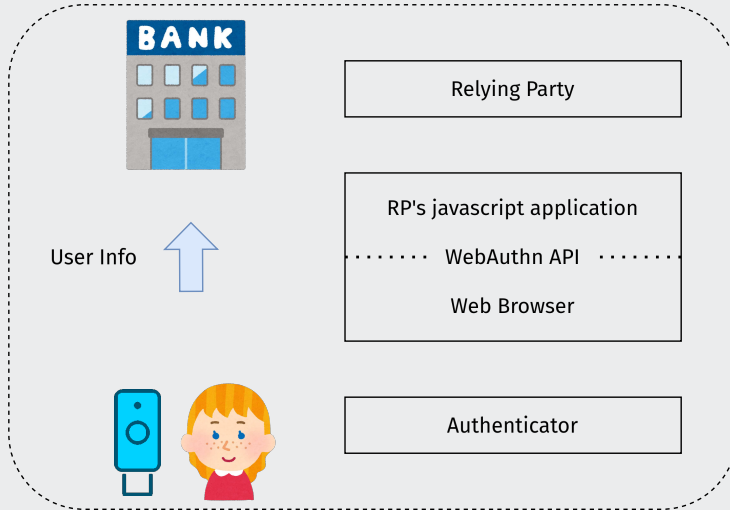 BANK
Relying Party
RP's javascript application
User Info
WebAuthn API
Web Browser
Authenticator